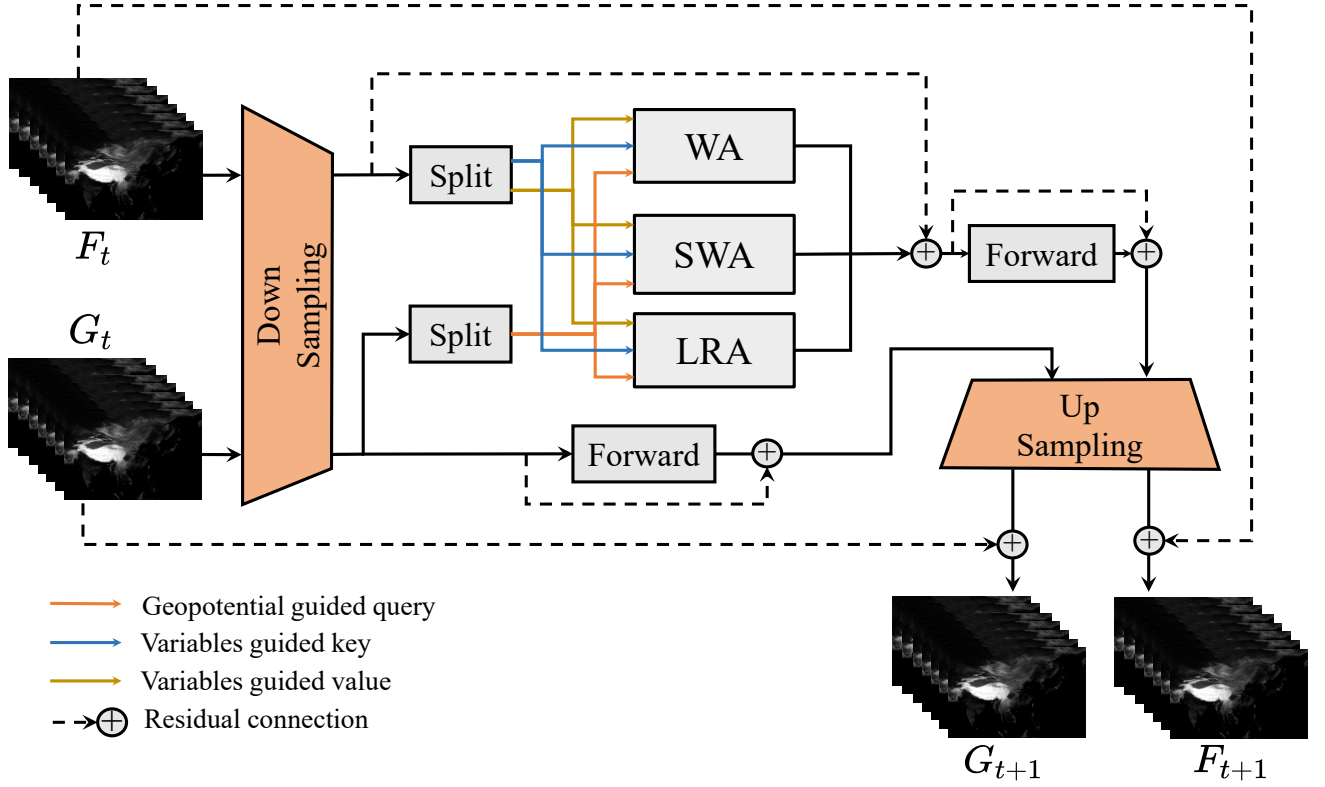 F_t
G_t
Down
Sampling
Split
Split
WA
SWA
LRA
+
Forward
+
Forward
+
Up
Sampling
+
+
Geopotential guided query
Variables guided key
Variables guided value
+ Residual connection
G_{t+1}
F_{t+1}